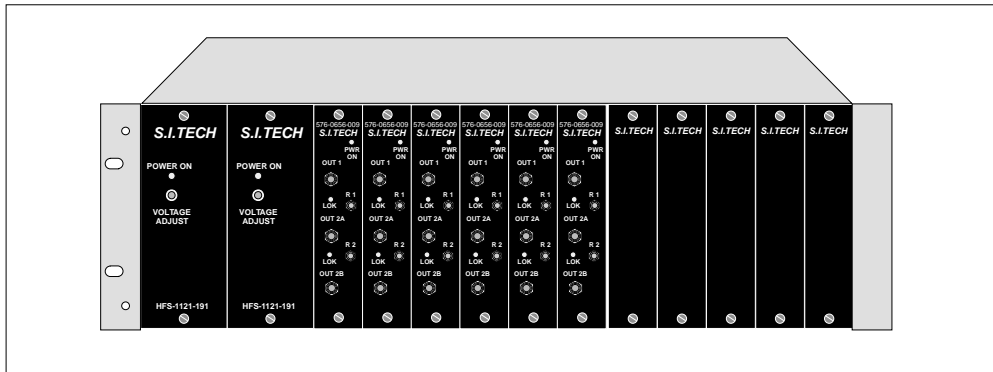 S.I.TECH
POWER ON
VOLTAGE
ADJUST
HFS-1121-191
S.I.TECH
POWER ON
VOLTAGE
ADJUST
HFS-1121-191
576-0656-009
S.I.TECH
PWR
ON
OUT 1
R 1
LOK
OUT 2A
R 2
LOK
OUT 2B
576-0656-009
S.I.TECH
PWR
ON
OUT 1
R 1
LOK
OUT 2A
R 2
LOK
OUT 2B
576-0656-009
S.I.TECH
PWR
ON
OUT 1
R 1
LOK
OUT 2A
R 2
LOK
OUT 2B
576-0656-009
S.I.TECH
PWR
ON
OUT 1
R 1
LOK
OUT 2A
R 2
LOK
OUT 2B
576-0656-009
S.I.TECH
PWR
ON
OUT 1
R 1
LOK
OUT 2A
R 2
LOK
OUT 2B
576-0656-009
S.I.TECH
PWR
ON
OUT 1
R 1
LOK
OUT 2A
R 2
LOK
OUT 2B
S.I.TECH
S.I.TECH
S.I.TECH
S.I.TECH
S.I.TECH